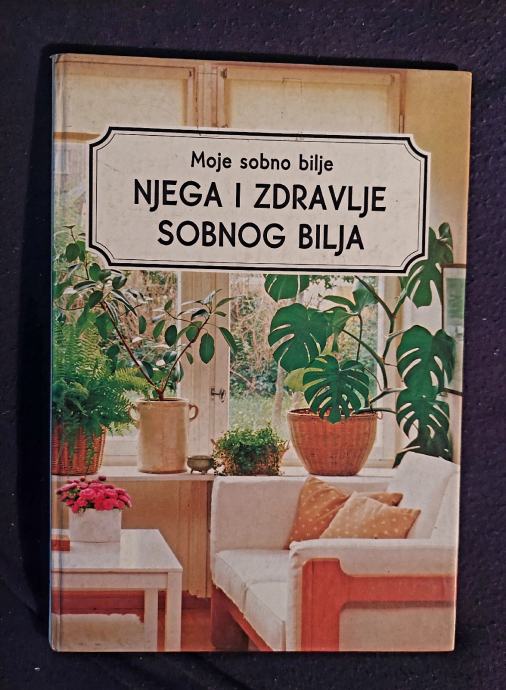 Moje sobno bilje
NJEGA I ZDRAVLJE
SOBNOG BILJA